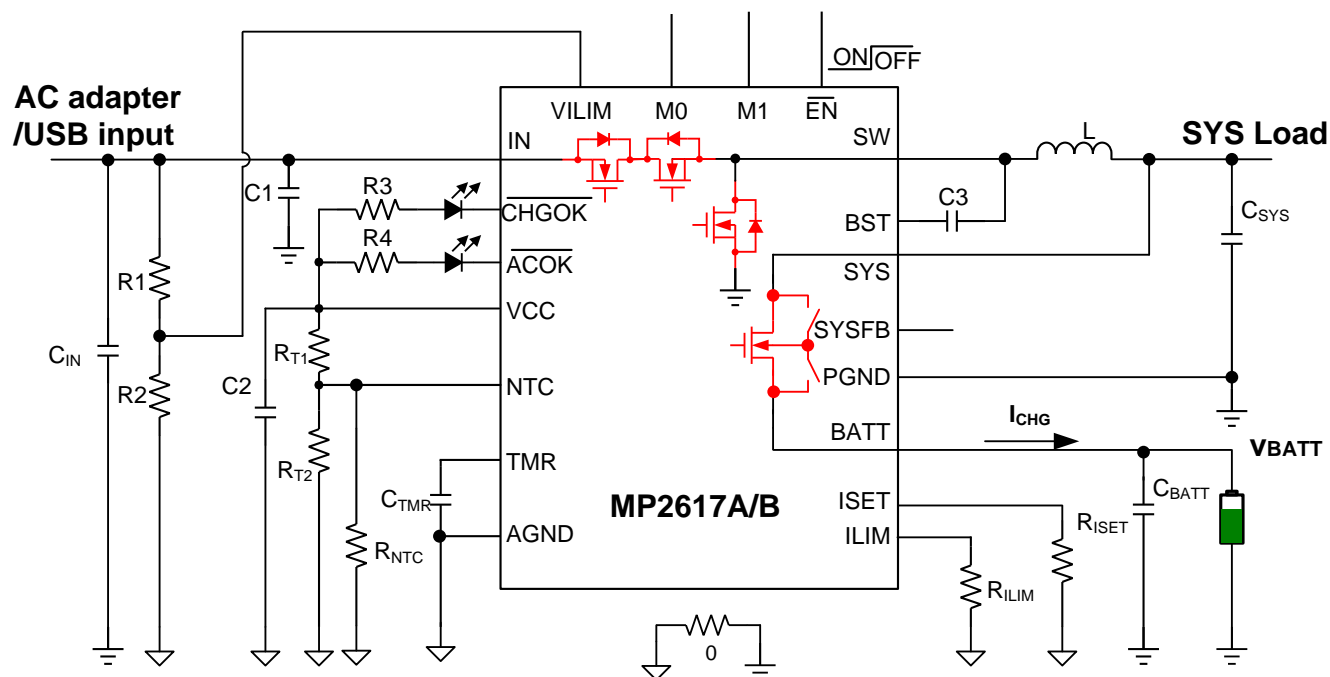 ON OFF
AC adapter
/USB input
VILIM M0 M1 EN
IN SW L SYS Load
C1 R3 CHGOK BST C3 CSYS
R4 ACOK SYS
R1 VCC SYSFB
CIN RT1
R2 C2 NTC PGND
RT2 BATT ICHG VBATT
TMR CBATT
CTMR MP2617A/B ISET RISET
RNTC AGND ILIM
RILIM
0